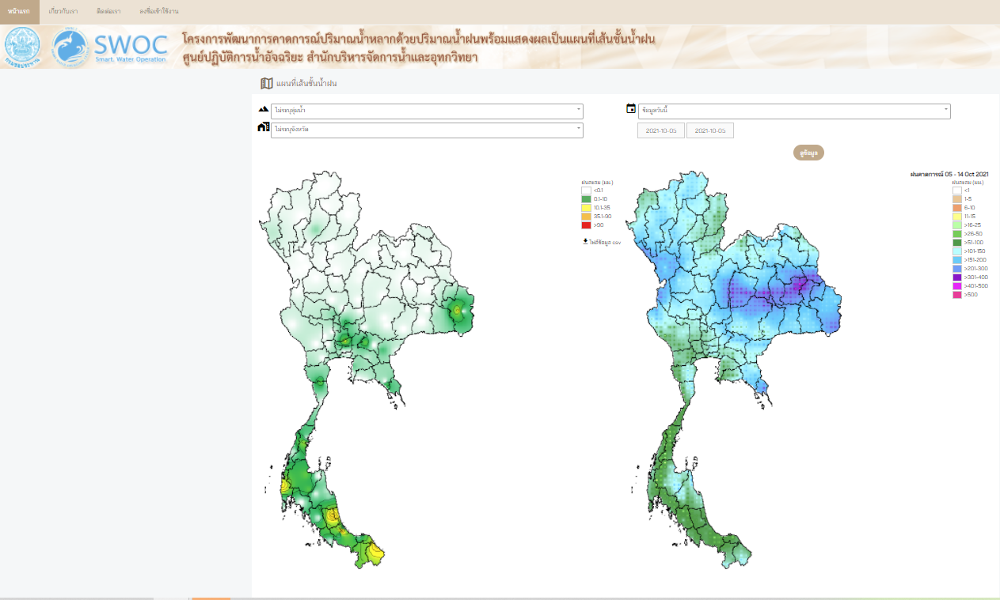 หน้าแรก เกี่ยวกับเรา ติดต่อเรา ลงชื่อเข้าใช้งาน
SWOC
Smart. Water Operation.
กรมชลประทาน
โครงการพัฒนาการคาดการณ์ปริมาณน้ำหลากด้วยปริมาณน้ำฝนพร้อมแสดงผลเป็นแผนที่เส้นชั้นน้ำฝน
ศูนย์ปฏิบัติการน้ำอัจฉริยะ สำนักบริหารจัดการน้ำและอุทกวิทยา
แผนที่เส้นชั้นน้ำฝน
ไม่ระบุลุ่มน้ำ
ไม่ระบุจังหวัด
ข้อมูลวันนี้
2021-10-05 2021-10-05
ดูข้อมูล
ฝนสะสม (มม.)
<0.1
0.1-10
10.1-35
35.1-90
>90
ไฟล์ข้อมูล csv
ฝนคาดการณ์ 05 - 14 Oct 2021
ฝนสะสม (มม.)
<1
1-5
6-10
11-15
>16-25
>26-50
>51-100
>101-150
>151-200
>201-300
>301-400
>401-500
>500